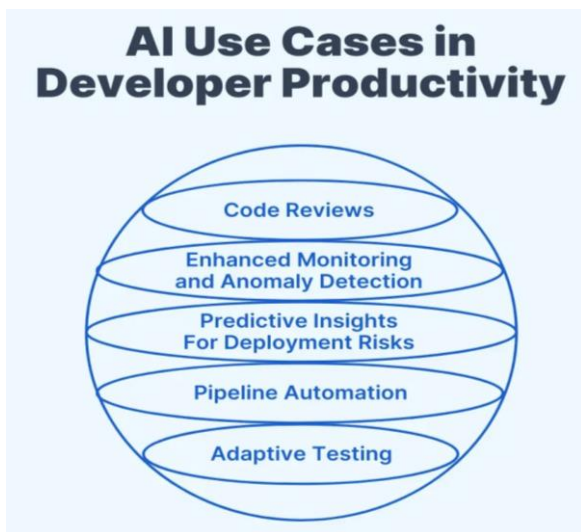 AI Use Cases in
Developer Productivity
Code Reviews
Enhanced Monitoring
and Anomaly Detection
Predictive Insights
For Deployment Risks
Pipeline Automation
Adaptive Testing